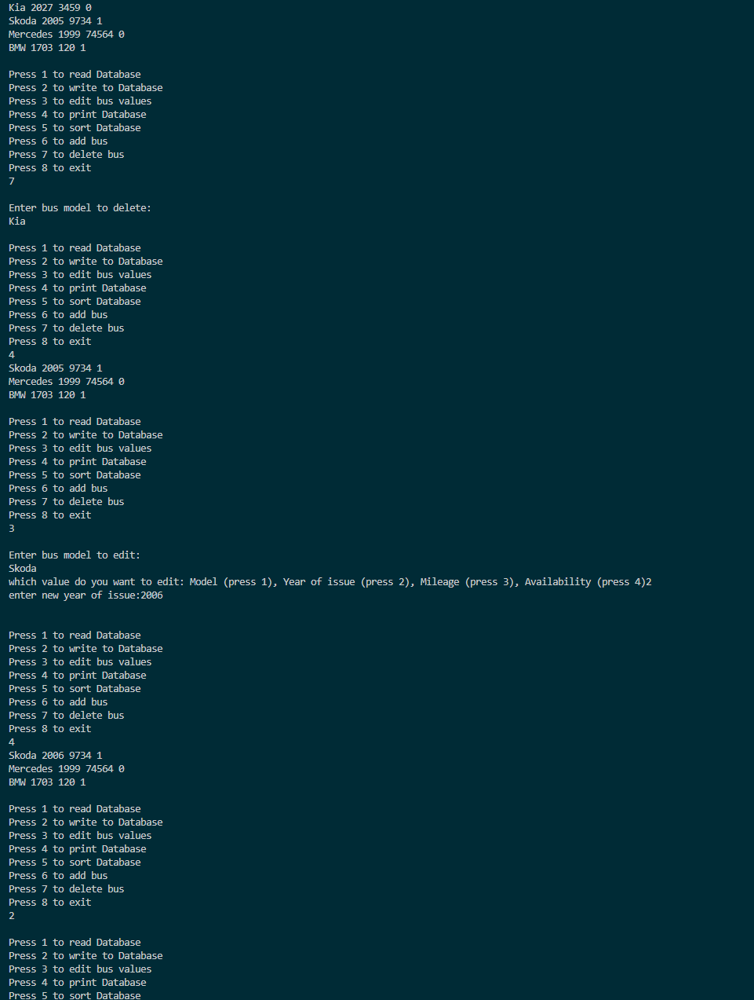 Kia 2027 3459 0
Skoda 2005 9734 1
Mercedes 1999 74564 0
BMW 1703 120 1
Press 1 to read Database
Press 2 to write to Database
Press 3 to edit bus values
Press 4 to print Database
Press 5 to sort Database
Press 6 to add bus
Press 7 to delete bus
Press 8 to exit
7
Enter bus model to delete:
Kia
Press 1 to read Database
Press 2 to write to Database
Press 3 to edit bus values
Press 4 to print Database
Press 5 to sort Database
Press 6 to add bus
Press 7 to delete bus
Press 8 to exit
4
Skoda 2005 9734 1
Mercedes 1999 74564 0
BMW 1703 120 1
Press 1 to read Database
Press 2 to write to Database
Press 3 to edit bus values
Press 4 to print Database
Press 5 to sort Database
Press 6 to add bus
Press 7 to delete bus
Press 8 to exit
3
Enter bus model to edit:
Skoda
which value do you want to edit: Model (press 1), Year of issue (press 2), Mileage (press 3), Availability (press 4)2
enter new year of issue:2006
Press 1 to read Database
Press 2 to write to Database
Press 3 to edit bus values
Press 4 to print Database
Press 5 to sort Database
Press 6 to add bus
Press 7 to delete bus
Press 8 to exit
4
Skoda 2006 9734 1
Mercedes 1999 74564 0
BMW 1703 120 1
Press 1 to read Database
Press 2 to write to Database
Press 3 to edit bus values
Press 4 to print Database
Press 5 to sort Database
Press 6 to add bus
Press 7 to delete bus
Press 8 to exit
2
Press 1 to read Database
Press 2 to write to Database
Press 3 to edit bus values
Press 4 to print Database
Press 5 to sort Database